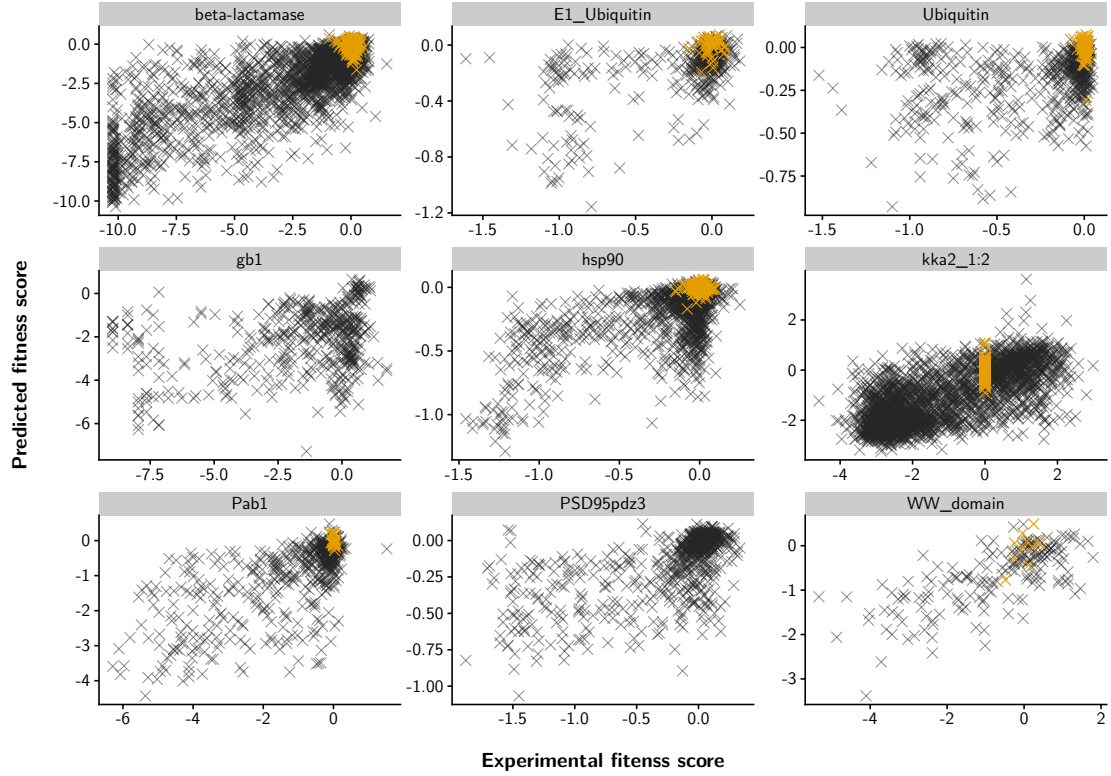 beta-lactamase E1_Ubiquitin Ubiquitin
0.0 0.0 0.00
-2.5 -0.4 -0.25
-5.0 -0.8 -0.50
-7.5 -1.2 -0.75
-10.0
-10.0 -7.5 -5.0 -2.5 0.0 -1.5 -1.0 -0.5 0.0 -1.5 -1.0 -0.5 0.0
gb1 hsp90 kka2_1:2
0 0.0 2
-2 -0.5 0
-4 -1.0 -2
-6
-7.5 -5.0 -2.5 0.0 -1.5 -1.0 -0.5 0.0 -4 -2 0 2
Pab1 PSD95pdz3 WW_domain
0 0.00 0
-1 -0.25 -1
-2 -0.50 -2
-3 -0.75 -3
-4 -1.00
-6 -4 -2 0 -1.5 -1.0 -0.5 0.0 -4 -2 0 2
Predicted fitness score
Experimental fitenss score